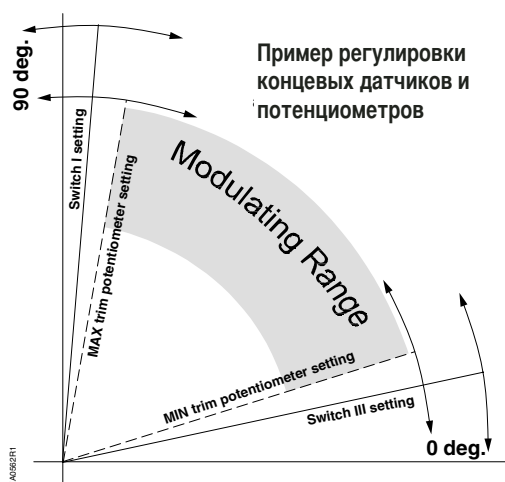 Пример регулировки
концевых датчиков и
потенциометров
90 deg.
Switch I setting
MAX trim potentiometer setting
Modulating Range
MIN trim potentiometer setting
Switch III setting
0 deg.
A0562R1